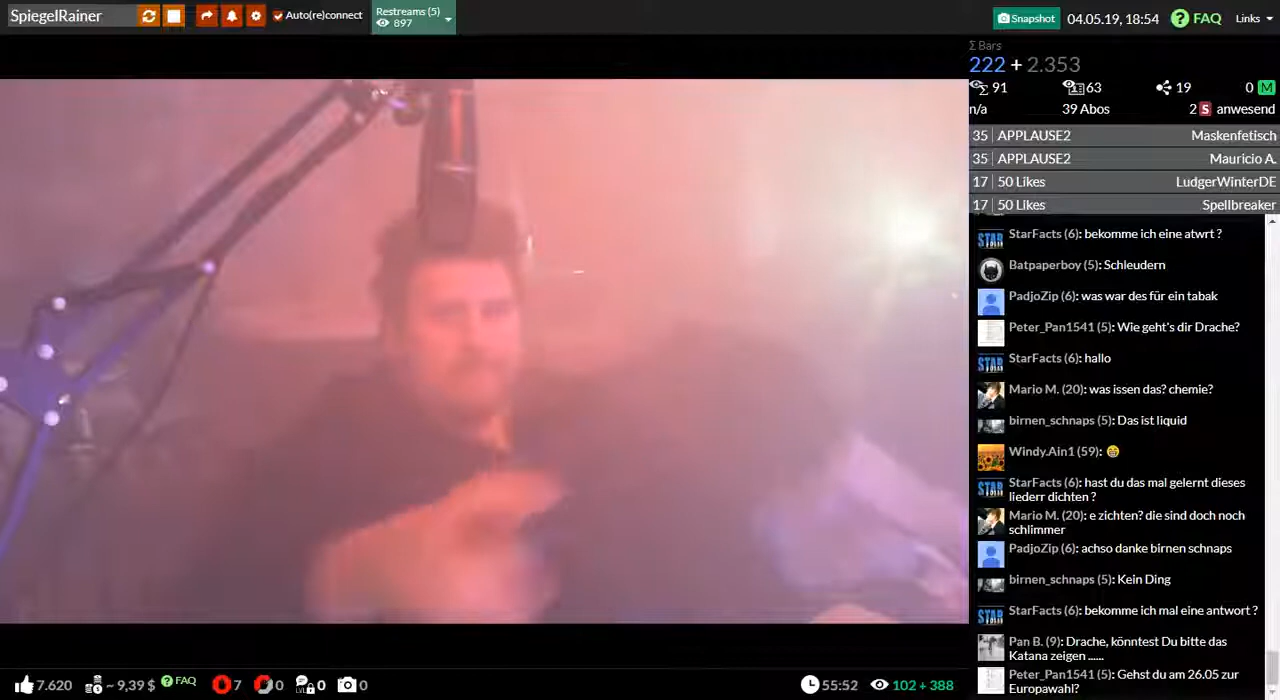 SpiegelRainer
Auto(re)connect
Restreams (5)
897
Snapshot
04.05.19, 18:54
FAQ
Links
Σ Bars
222 + 2.353
91
63
19
0 M
n/a
39 Abos
2 S anwesend
35 | APPLAUSE2 Maskenfetisch
35 | APPLAUSE2 Mauricio A.
17 | 50 Likes LudgerWinterDE
17 | 50 Likes Spellbreaker
StarFacts (6): bekomme ich eine atwrt ?
Batpaperboy (5): Schleudern
PadjoZip (6): was war des für ein tabak
Peter_Pan1541 (5): Wie geht's dir Drache?
StarFacts (6): hallo
Mario M. (20): was issen das? chemie?
birnen_schnaps (5): Das ist liquid
Windy.Ain1 (59): 😁
StarFacts (6): hast du das mal gelernt dieses
liederr dichten ?
Mario M. (20): e zichten? die sind doch noch
schlimmer
PadjoZip (6): achso danke birnen schnaps
birnen_schnaps (5): Kein Ding
StarFacts (6): bekomme ich mal eine antwort ?
Pan B. (9): Drache, könntest Du bitte das
Katana zeigen ......
Peter_Pan1541 (5): Gehst du am 26.05 zur
Europawahl?
7.620
~ 9,39 $
FAQ
7
0
0
0
55:52
102 + 388